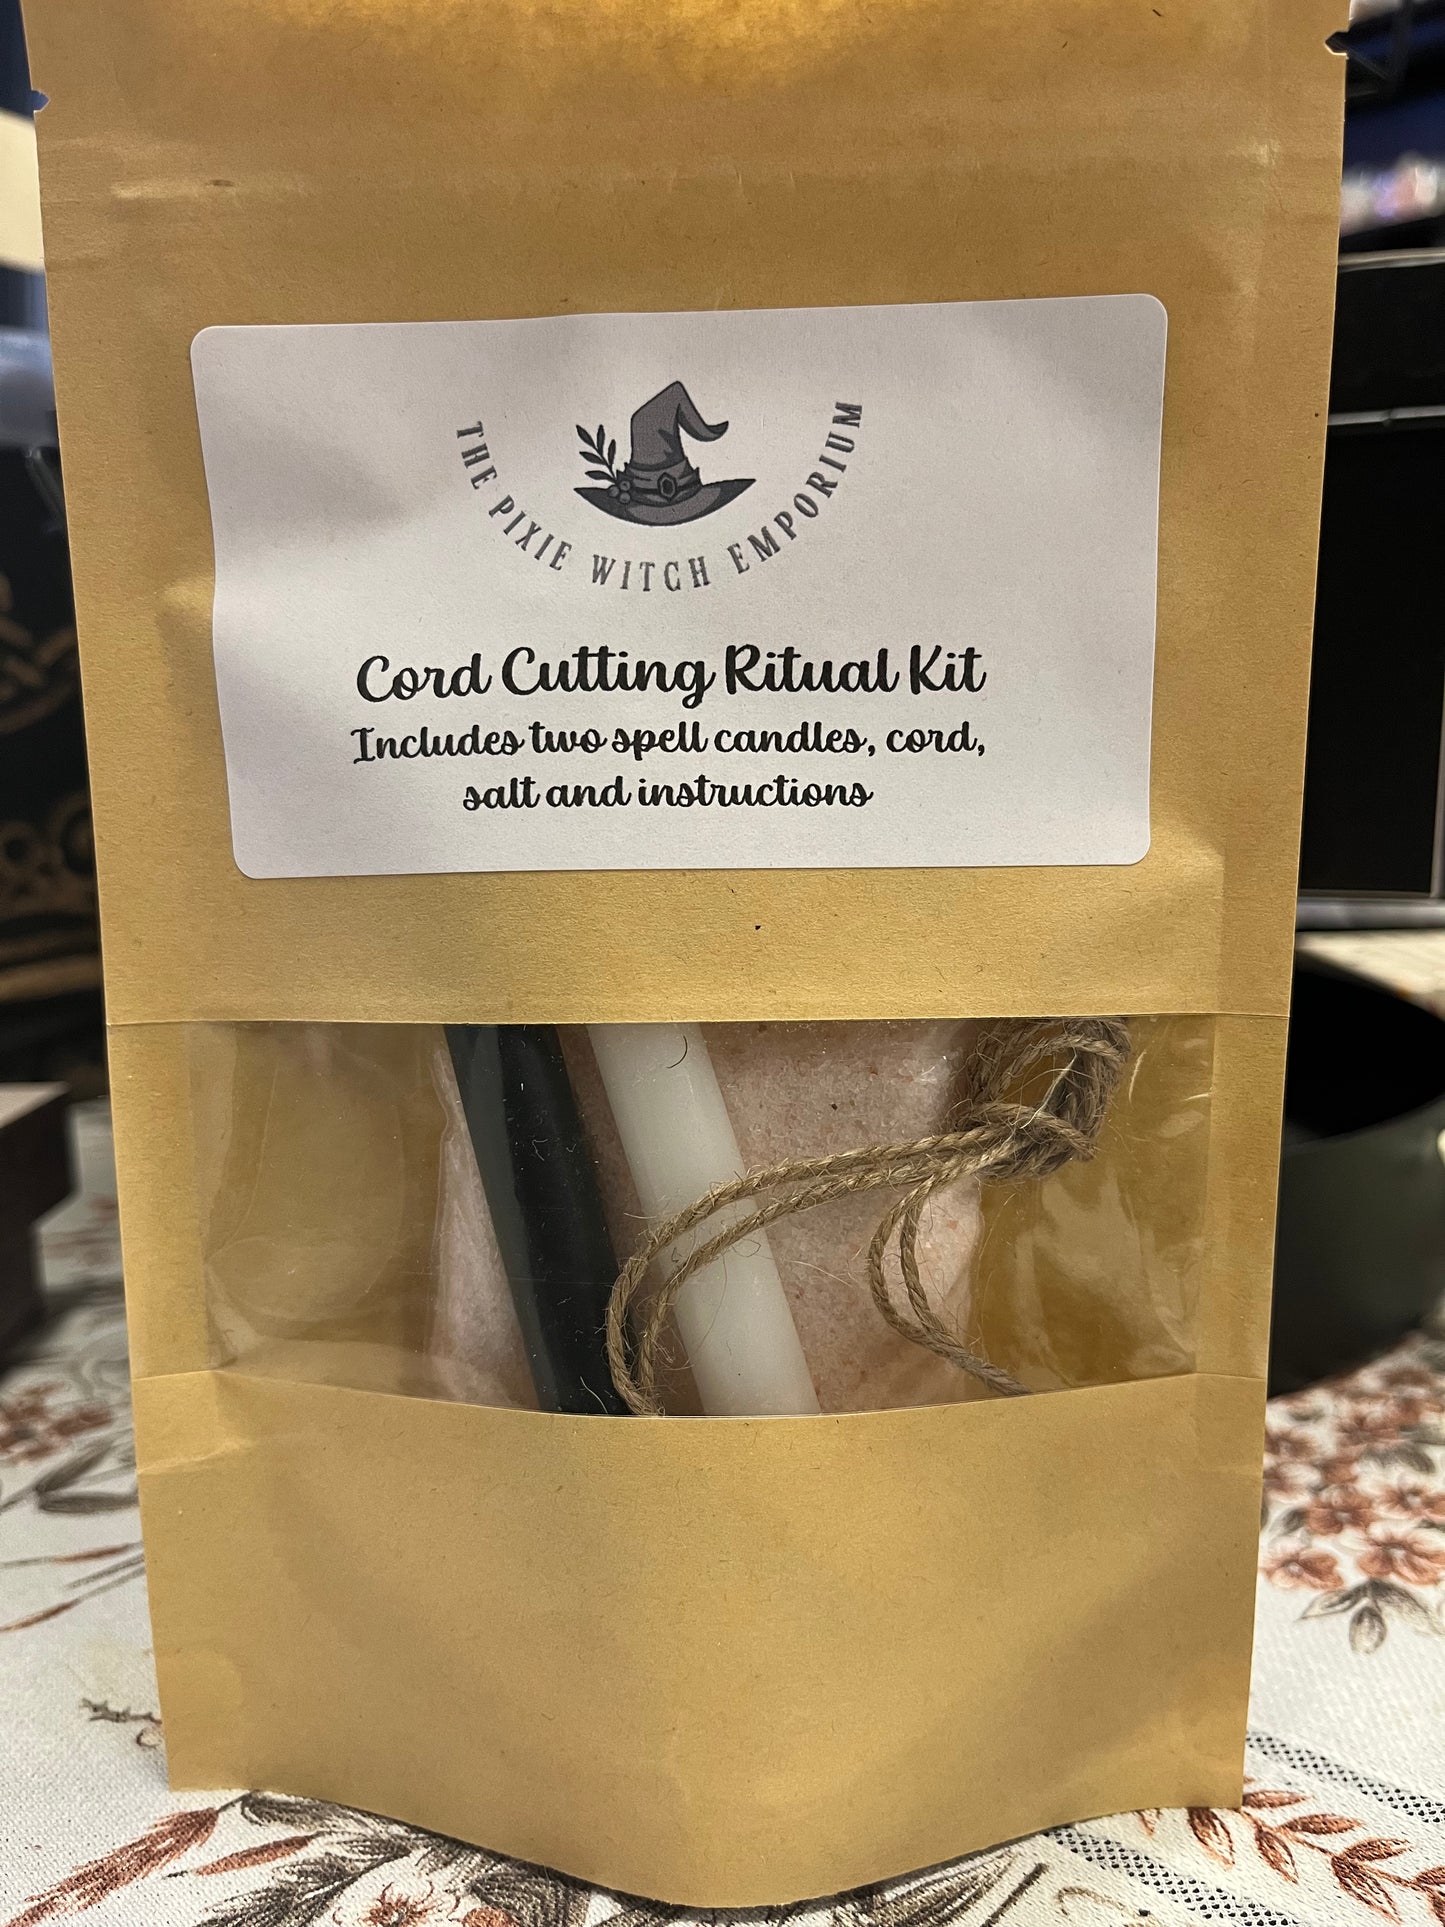 THE PIXIE WITCH EMPORIUM
Cord Cutting Ritual Kit
Includes two spell candles, cord,
salt and instructions